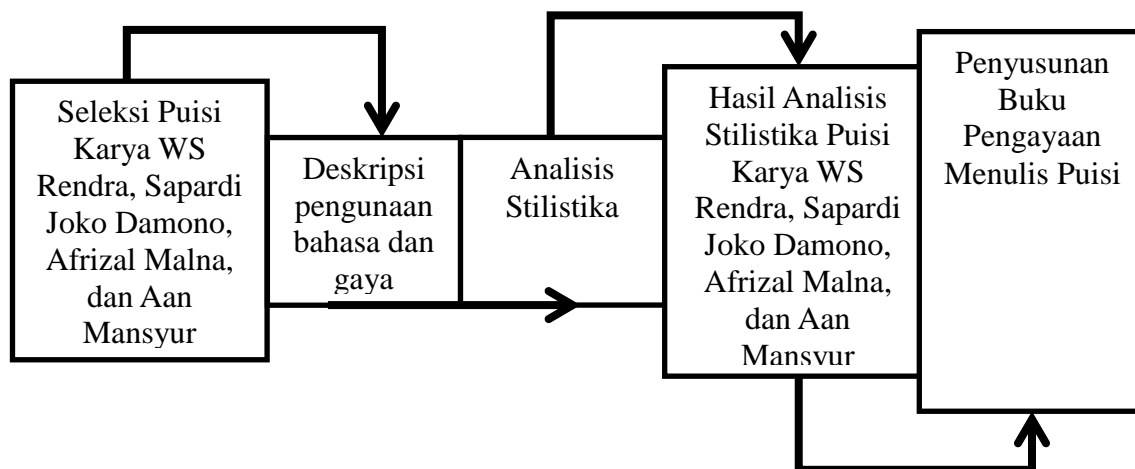 Seleksi Puisi
Karya WS
Rendra, Sapardi
Joko Damono,
Afrizal Malna,
dan Aan
Mansyur
Deskripsi
pengunaan
bahasa dan
gaya
Analisis
Stilistika
Hasil Analisis
Stilistika Puisi
Karya WS
Rendra, Sapardi
Joko Damono,
Afrizal Malna,
dan Aan
Mansyur
Penyusunan
Buku
Pengayaan
Menulis Puisi